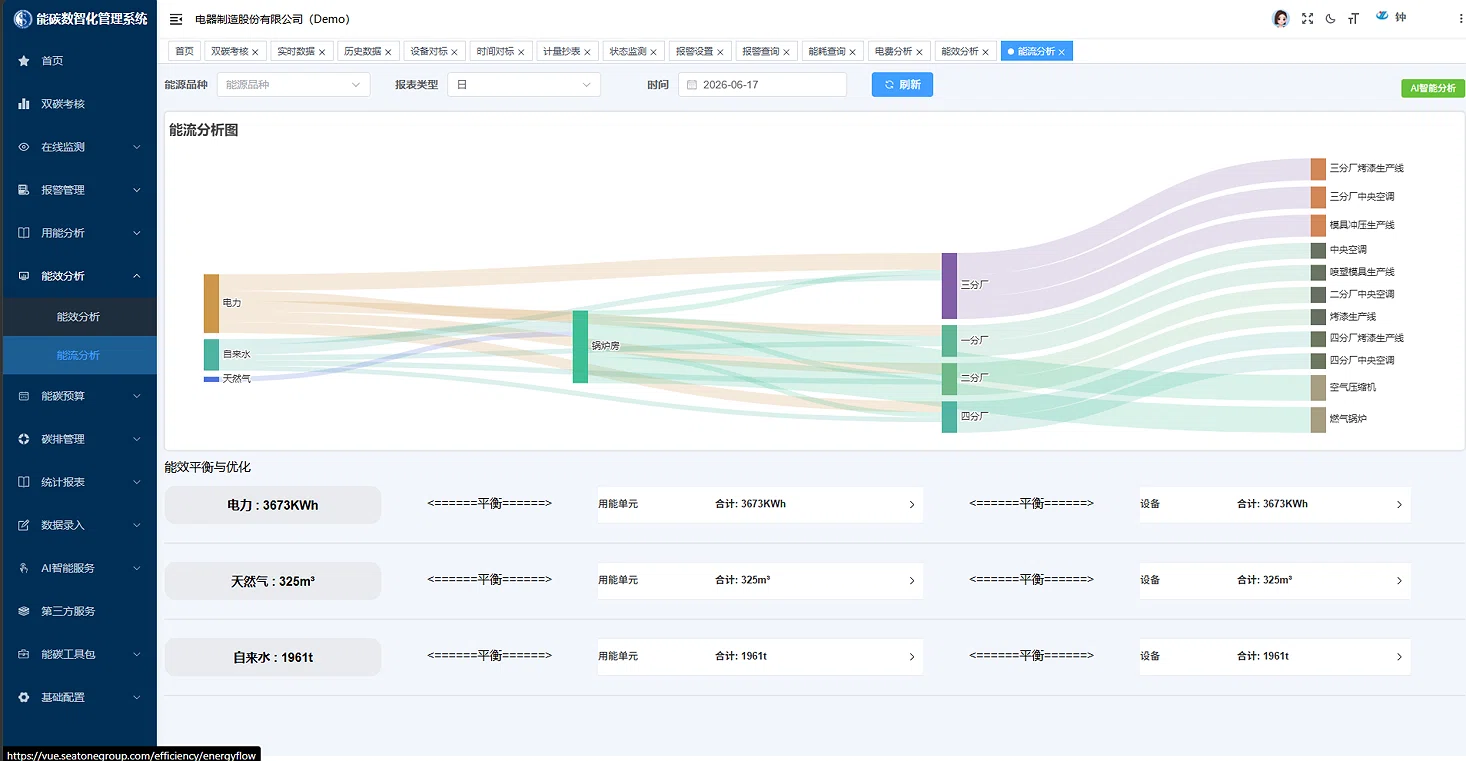 能碳数智化管理系统
首页
双碳考核
在线监测
报警管理
用能分析
能效分析
能效分析
能流分析
能碳预算
碳排管理
统计报表
数据录入
AI智能服务
第三方服务
能碳工具包
基础配置
电器制造股份有限公司（Demo）
钟
首页 双碳考核 × 实时数据 × 历史数据 × 设备对标 × 时间对标 × 计量抄表 × 状态监测 × 报警设置 × 报警查询 × 能耗查询 × 电费分析 × 能效分析 × 能流分析 ×
能源品种 能源品种 报表类型 日 时间 2026-06-17 刷新
AI智能分析
能流分析图
电力
自来水
天然气
锅炉房
三分厂
一分厂
二分厂
四分厂
三分厂烤漆生产线
三分厂中央空调
模具冲压生产线
中央空调
喷塑模具生产线
二分厂中央空调
烤漆生产线
四分厂烤漆生产线
四分厂中央空调
空气压缩机
燃气锅炉
能效平衡与优化
电力 : 3673KWh <======平衡======> 用能单元 合计: 3673KWh <======平衡======> 设备 合计: 3673KWh
天然气 : 325m³ <======平衡======> 用能单元 合计: 325m³ <======平衡======> 设备 合计: 325m³
自来水 : 1961t <======平衡======> 用能单元 合计: 1961t <======平衡======> 设备 合计: 1961t
https://vue.seatonegroup.com/efficiency/energyflow